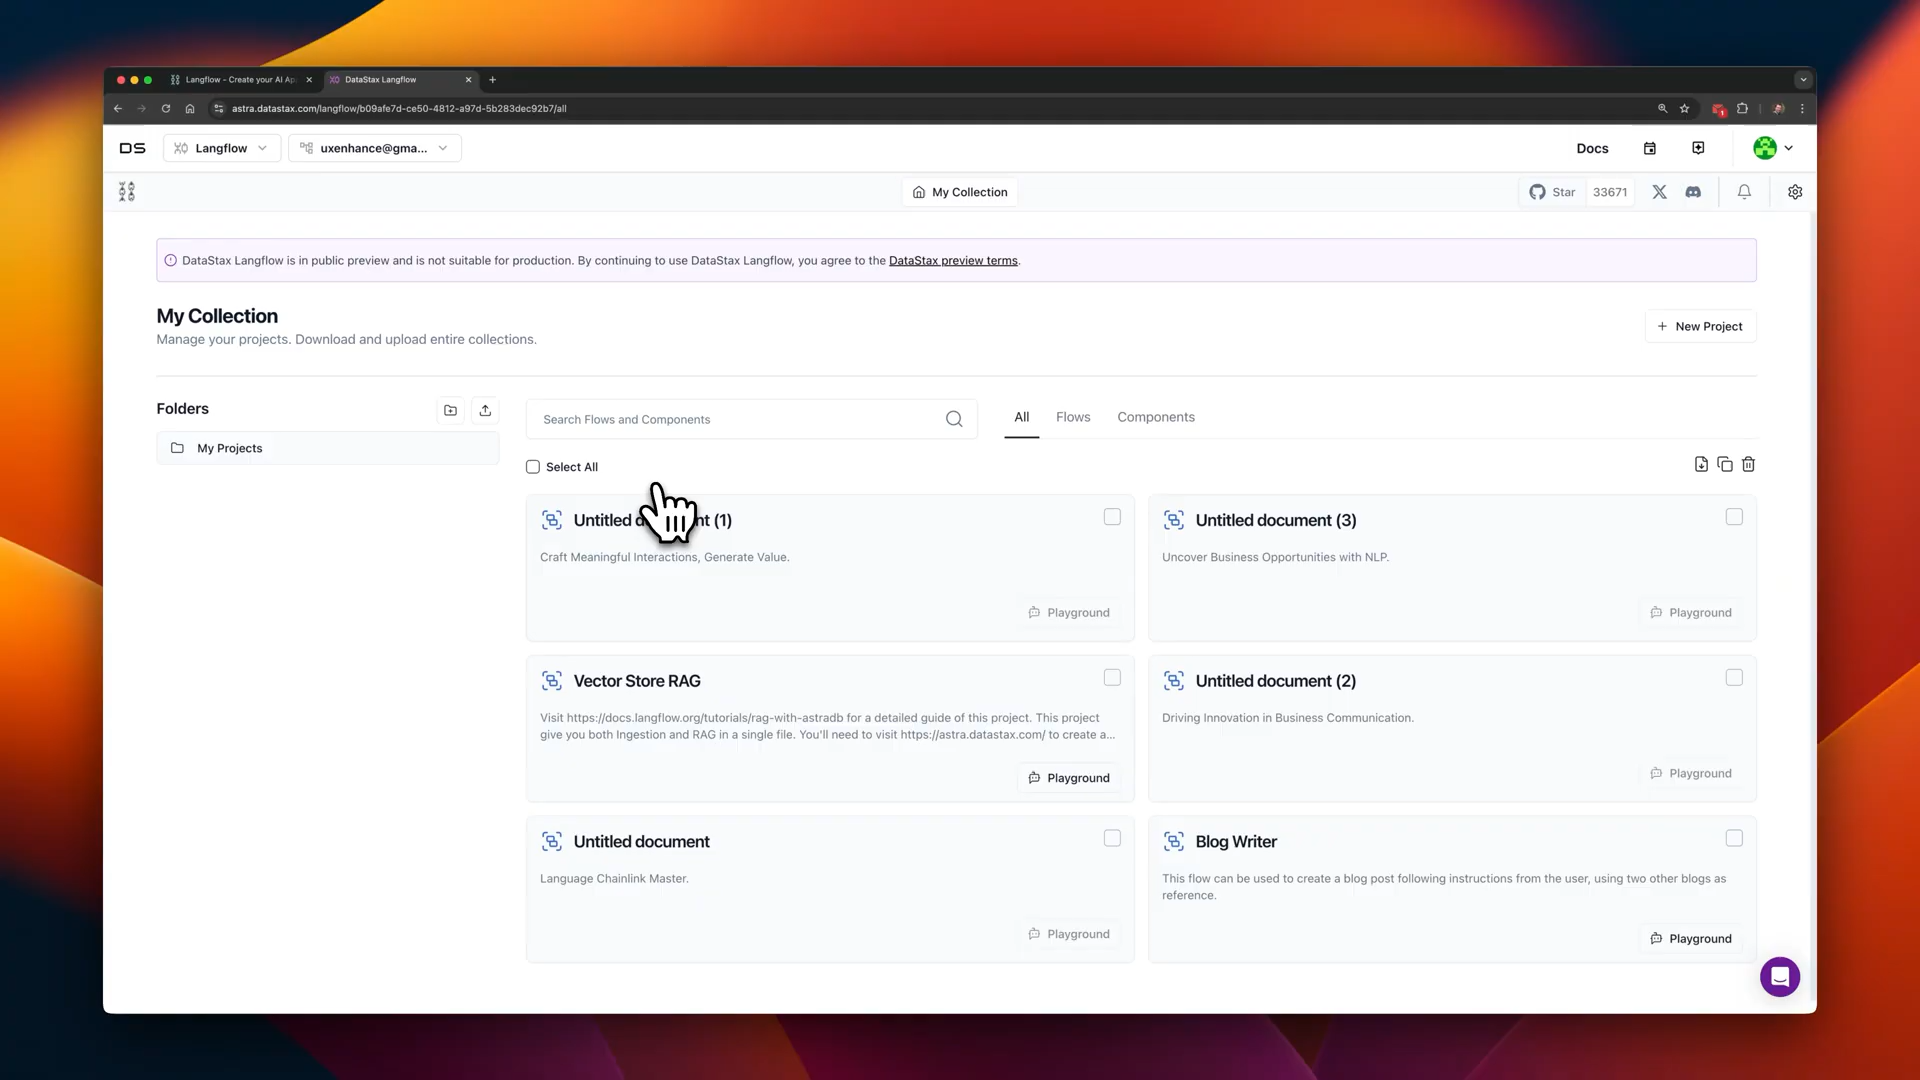 Langflow - Create your AI Ap
DataStax Langflow
astra.datastax.com/langflow/b09afe7d-ce50-4812-a97d-5b283dec92b7/all
DS
Langflow
uxenhance@gma...
Docs
My Collection
Star
33671
DataStax Langflow is in public preview and is not suitable for production. By continuing to use DataStax Langflow, you agree to the DataStax preview terms.
My Collection
Manage your projects. Download and upload entire collections.
New Project
Folders
My Projects
Search Flows and Components
All
Flows
Components
Select All
Untitled d nt (1)
Craft Meaningful Interactions, Generate Value.
Playground
Untitled document (3)
Uncover Business Opportunities with NLP.
Playground
Vector Store RAG
Visit https://docs.langflow.org/tutorials/rag-with-astradb for a detailed guide of this project. This project
give you both Ingestion and RAG in a single file. You'll need to visit https://astra.datastax.com/ to create a...
Playground
Untitled document (2)
Driving Innovation in Business Communication.
Playground
Untitled document
Language Chainlink Master.
Playground
Blog Writer
This flow can be used to create a blog post following instructions from the user, using two other blogs as
reference.
Playground